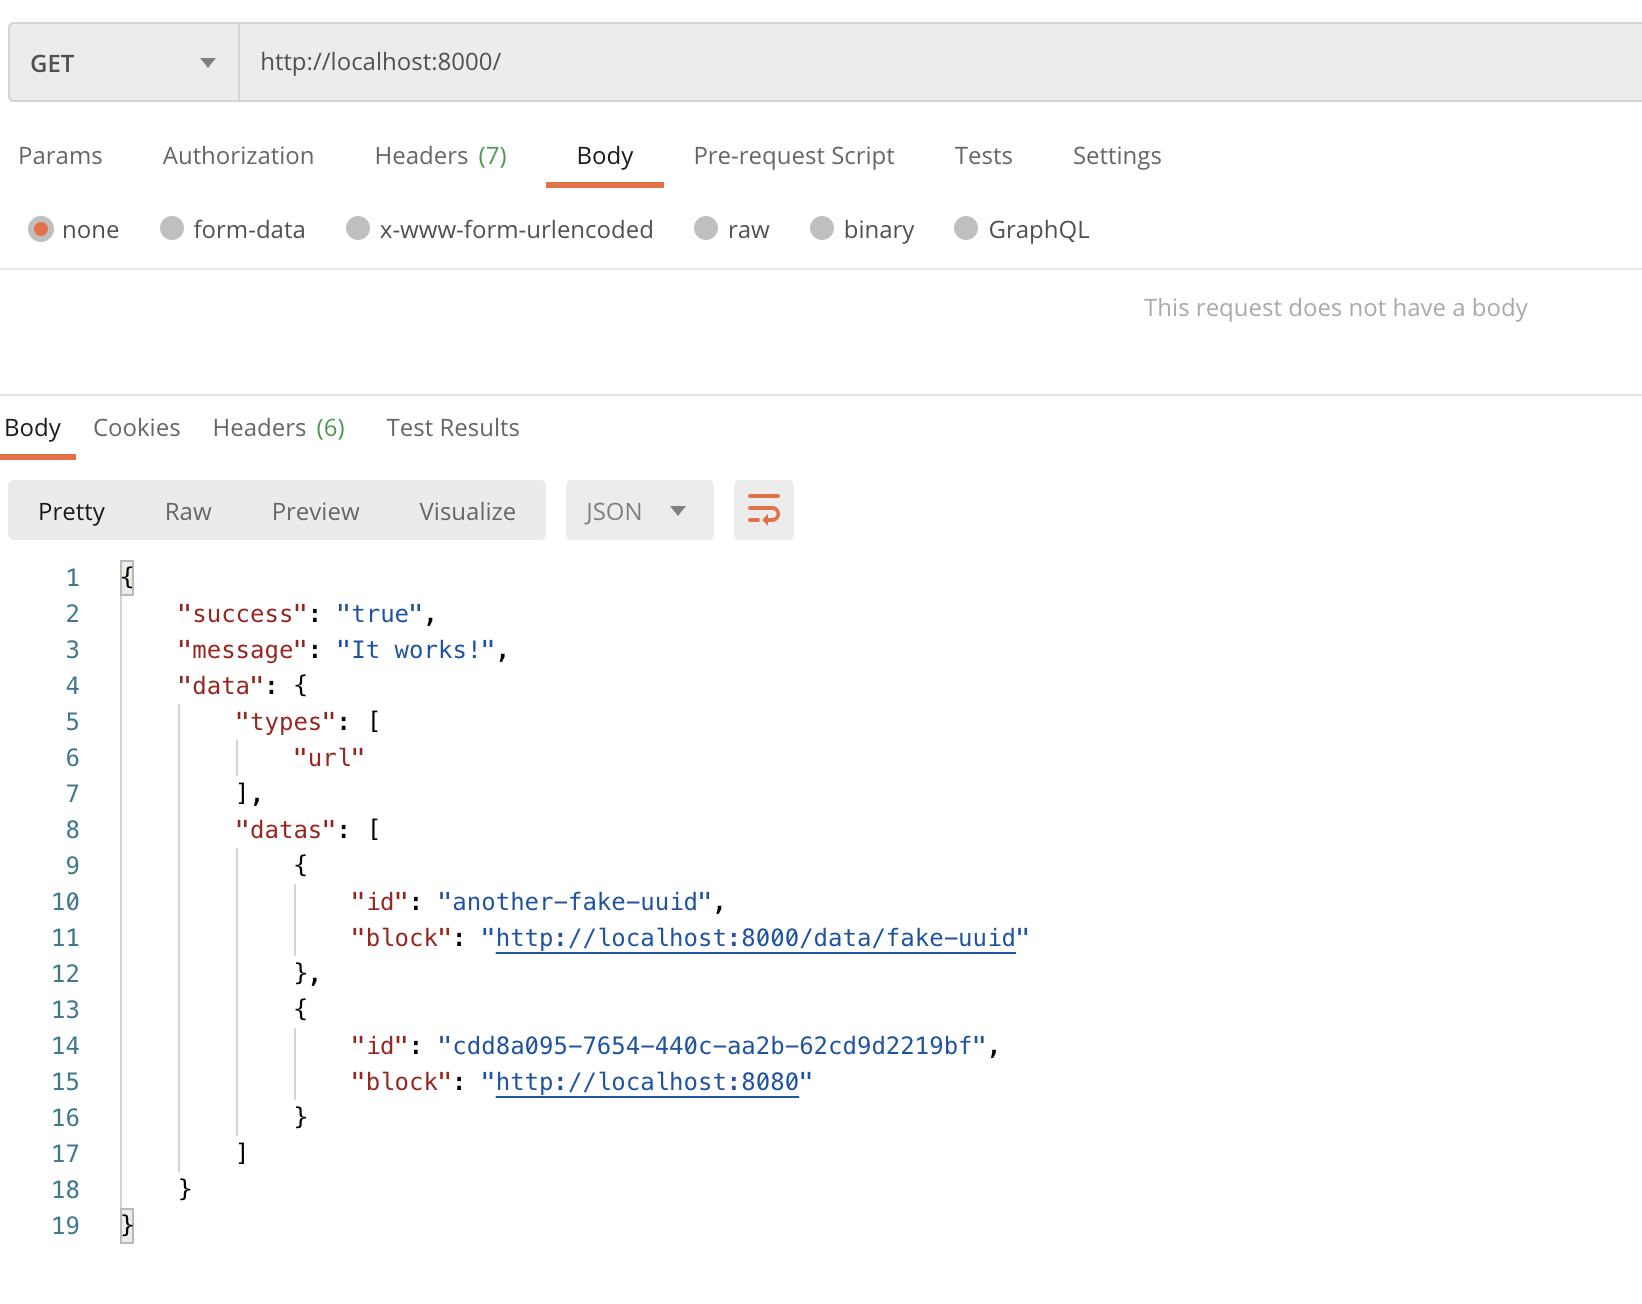 GET http://localhost:8000/
Params Authorization Headers (7) Body Pre-request Script Tests Settings
none form-data x-www-form-urlencoded raw binary GraphQL
This request does not have a body
Body Cookies Headers (6) Test Results
Pretty Raw Preview Visualize JSON
1 {
2 "success": "true",
3 "message": "It works!",
4 "data": {
5 "types": [
6 "url"
7 ],
8 "datas": [
9 {
10 "id": "another-fake-uuid",
11 "block": "http://localhost:8000/data/fake-uuid"
12 },
13 {
14 "id": "cdd8a095-7654-440c-aa2b-62cd9d2219bf",
15 "block": "http://localhost:8080"
16 }
17 ]
18 }
19 }